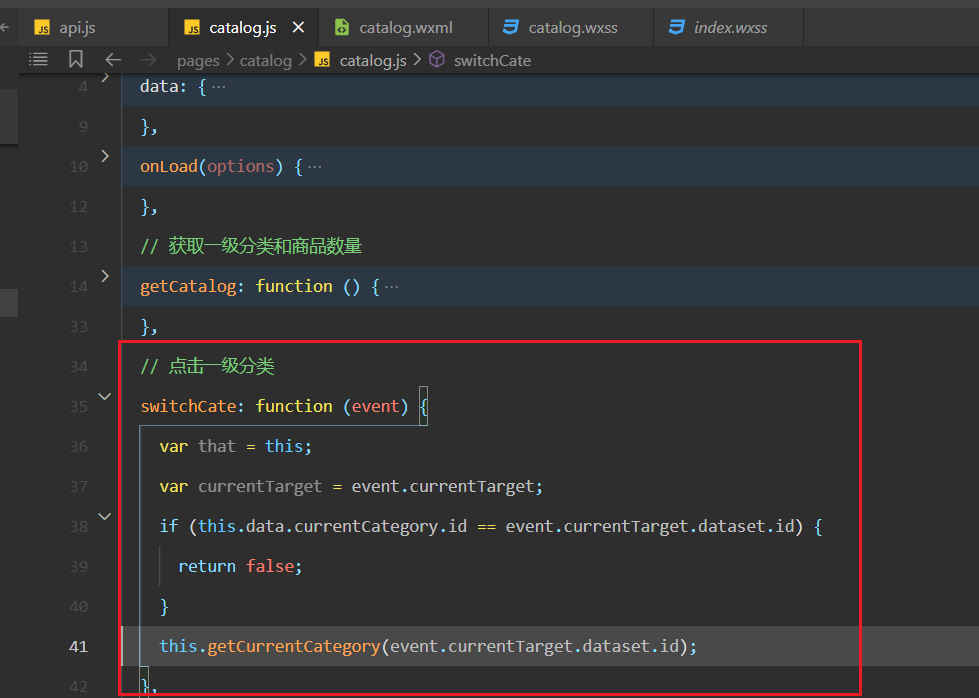 api.js catalog.js catalog.wxml catalog.wxss index.wxss
pages catalog catalog.js switchCate
4 data: { ···
9 },
10 onLoad(options) { ···
12 },
13 // 获取一级分类和商品数量
14 getCatalog: function () { ···
33 },
34 // 点击一级分类
35 switchCate: function (event) {
36 var that = this;
37 var currentTarget = event.currentTarget;
38 if (this.data.currentCategory.id == event.currentTarget.dataset.id) {
39 return false;
40 }
41 this.getCurrentCategory(event.currentTarget.dataset.id);
42 },